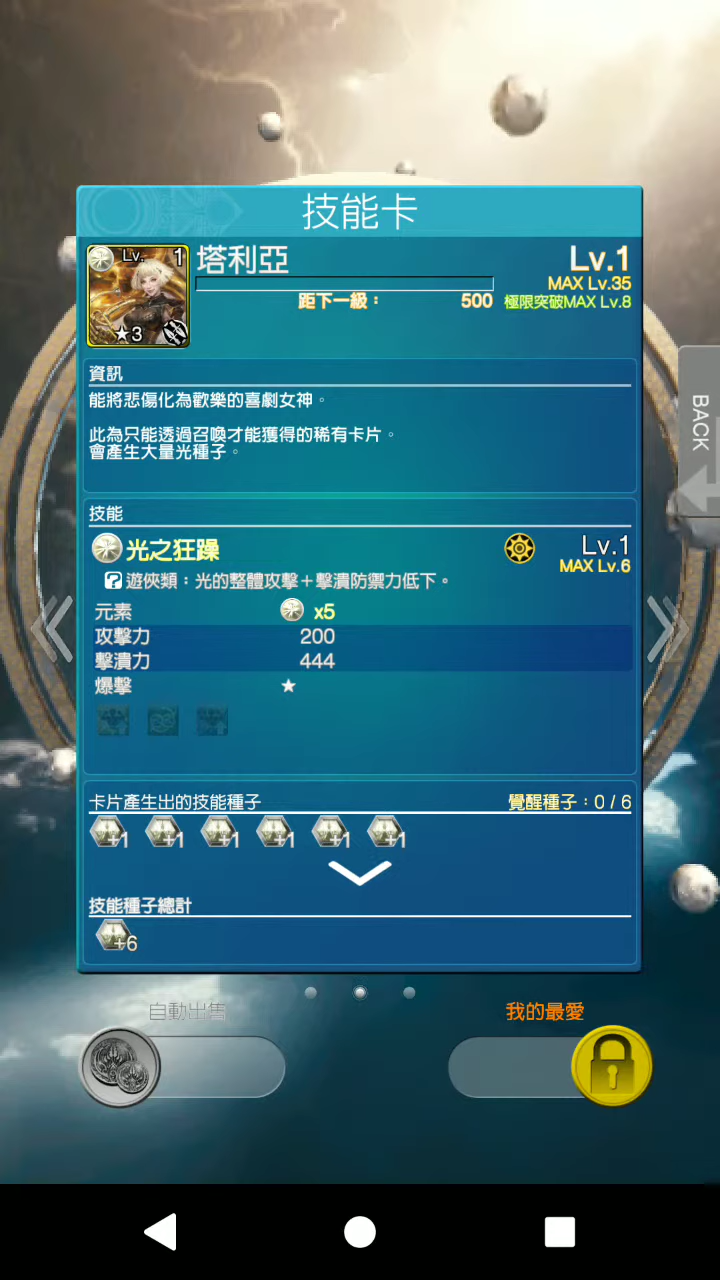 技能卡
Lv. 1
★3
塔利亞
Lv.1
MAX Lv.35
距下一級： 500 極限突破MAX Lv.8
資訊
能將悲傷化為歡樂的喜劇女神。
此為只能透過召喚才能獲得的稀有卡片。
會產生大量光種子。
BACK
技能
光之狂躁
Lv.1
MAX Lv.6
? 遊俠類：光的整體攻擊＋擊潰防禦力低下。
元素 x5
攻擊力 200
擊潰力 444
爆擊 ★
卡片產生出的技能種子 覺醒種子：0 / 6
+1 +1 +1 +1 +1 +1
技能種子總計
+6
自動出售 我的最愛